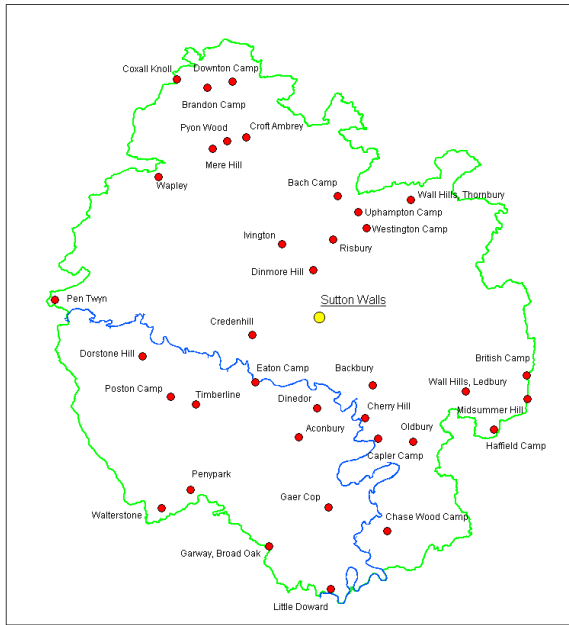 Coxall Knoll
Downton Camp
Brandon Camp
Pyon Wood
Croft Ambrey
Mere Hill
Wapley
Bach Camp
Wall Hills, Thornbury
Uphampton Camp
Westington Camp
Ivington
Risbury
Dinmore Hill
Pen Twyn
Sutton Walls
Credenhill
Dorstone Hill
Eaton Camp
Backbury
British Camp
Poston Camp
Timberline
Dinedor
Cherry Hill
Wall Hills, Ledbury
Midsummer Hill
Aconbury
Capler Camp
Oldbury
Haffield Camp
Penypark
Walterstone
Gaer Cop
Chase Wood Camp
Garway, Broad Oak
Little Doward